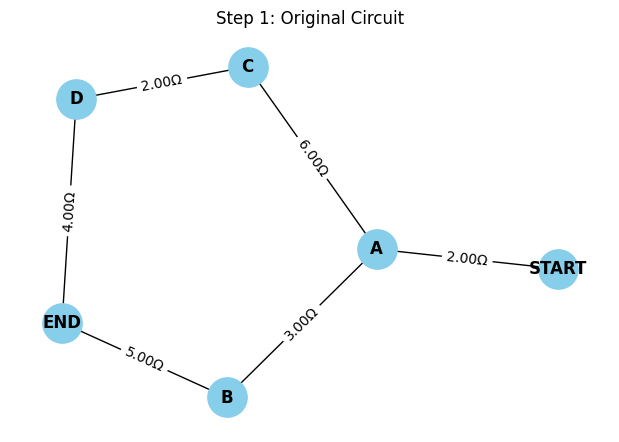 Step 1: Original Circuit
C
2.00Ω
D
6.00Ω
4.00Ω
A
2.00Ω
START
3.00Ω
END
5.00Ω
B